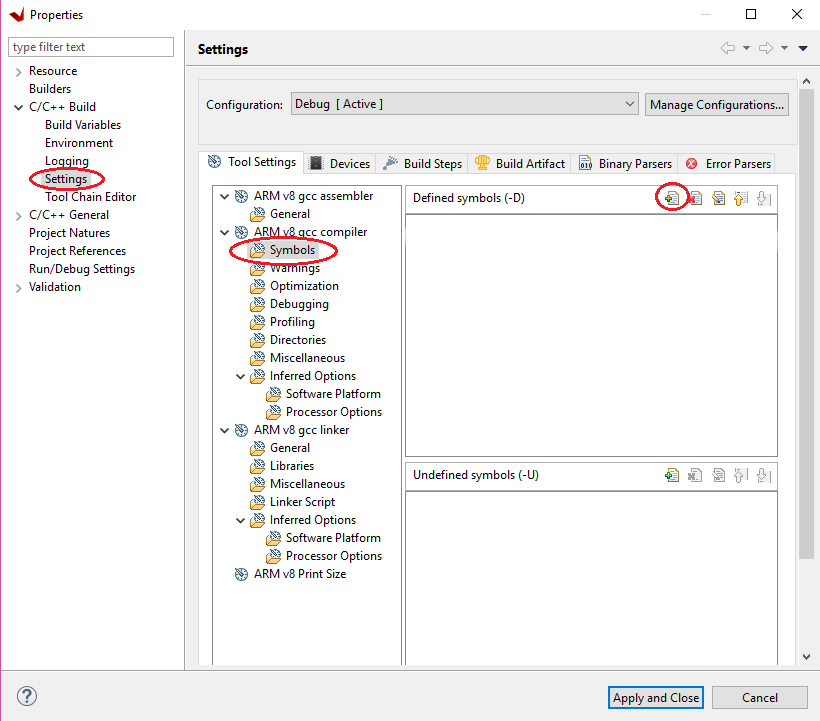 Properties
type filter text
Resource
Builders
C/C++ Build
Build Variables
Environment
Logging
Settings
Tool Chain Editor
C/C++ General
Project Natures
Project References
Run/Debug Settings
Validation
Settings
Configuration: Debug [ Active ] Manage Configurations...
Tool Settings Devices Build Steps Build Artifact Binary Parsers Error Parsers
ARM v8 gcc assembler
General
ARM v8 gcc compiler
Symbols
Warnings
Optimization
Debugging
Profiling
Directories
Miscellaneous
Inferred Options
Software Platform
Processor Options
ARM v8 gcc linker
General
Libraries
Miscellaneous
Linker Script
Inferred Options
Software Platform
Processor Options
ARM v8 Print Size
Defined symbols (-D)
Undefined symbols (-U)
Apply and Close Cancel